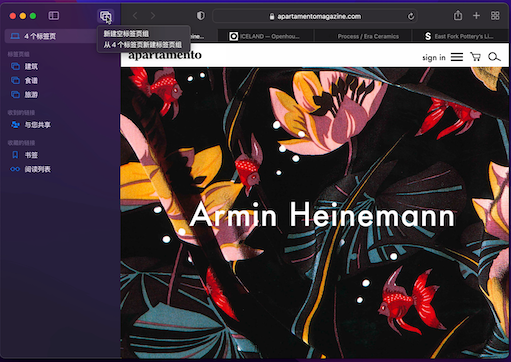 apartamentomagazine.com
4 个标签页
新建空标签页组
从 4 个标签页新建标签页组
ICELAND — Openhou...
Process / Era Ceramics
East Fork Pottery's Li...
标签页组
建筑
食谱
旅游
收到的链接
与您共享
收藏的链接
书签
阅读列表
apartamento
sign in
Armin Heinemann